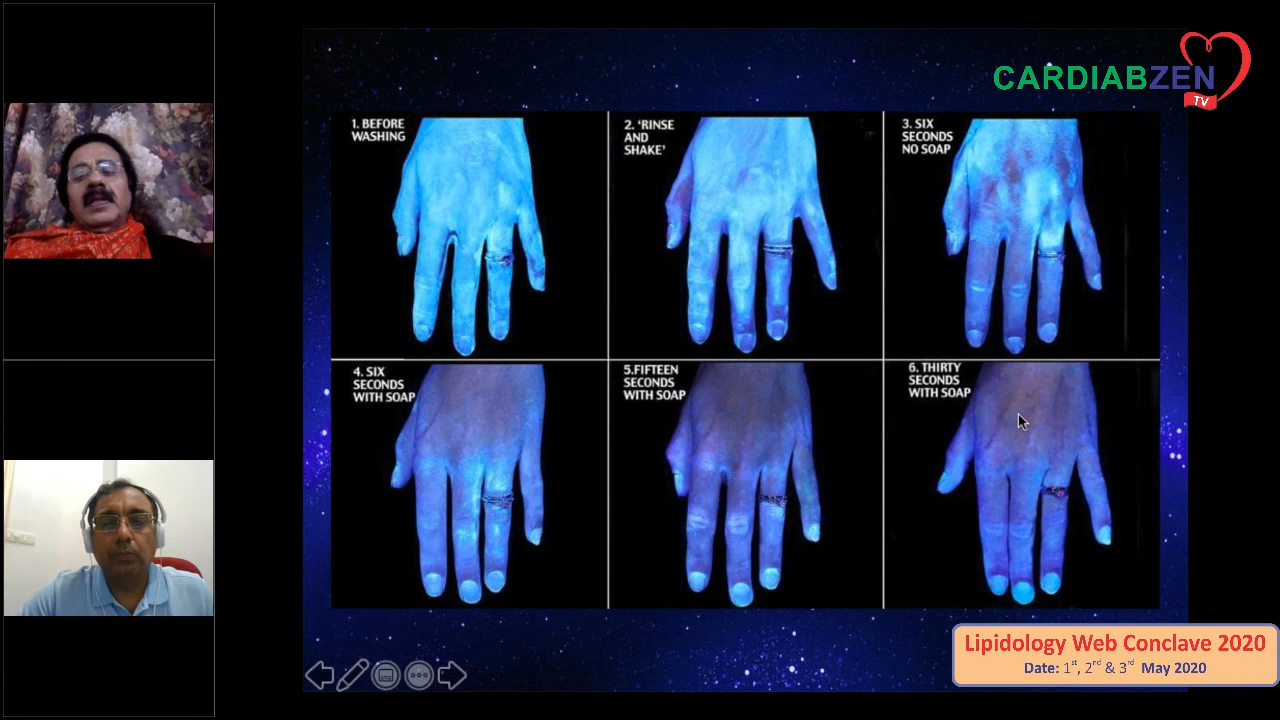 CARDIABZEN
TV
1. BEFORE
WASHING
2. ‘RINSE
AND
SHAKE’
3. SIX
SECONDS
NO SOAP
4. SIX
SECONDS
WITH SOAP
5.FIFTEEN
SECONDS
WITH SOAP
6. THIRTY
SECONDS
WITH SOAP
Lipidology Web Conclave 2020
Date: 1st, 2nd & 3rd May 2020